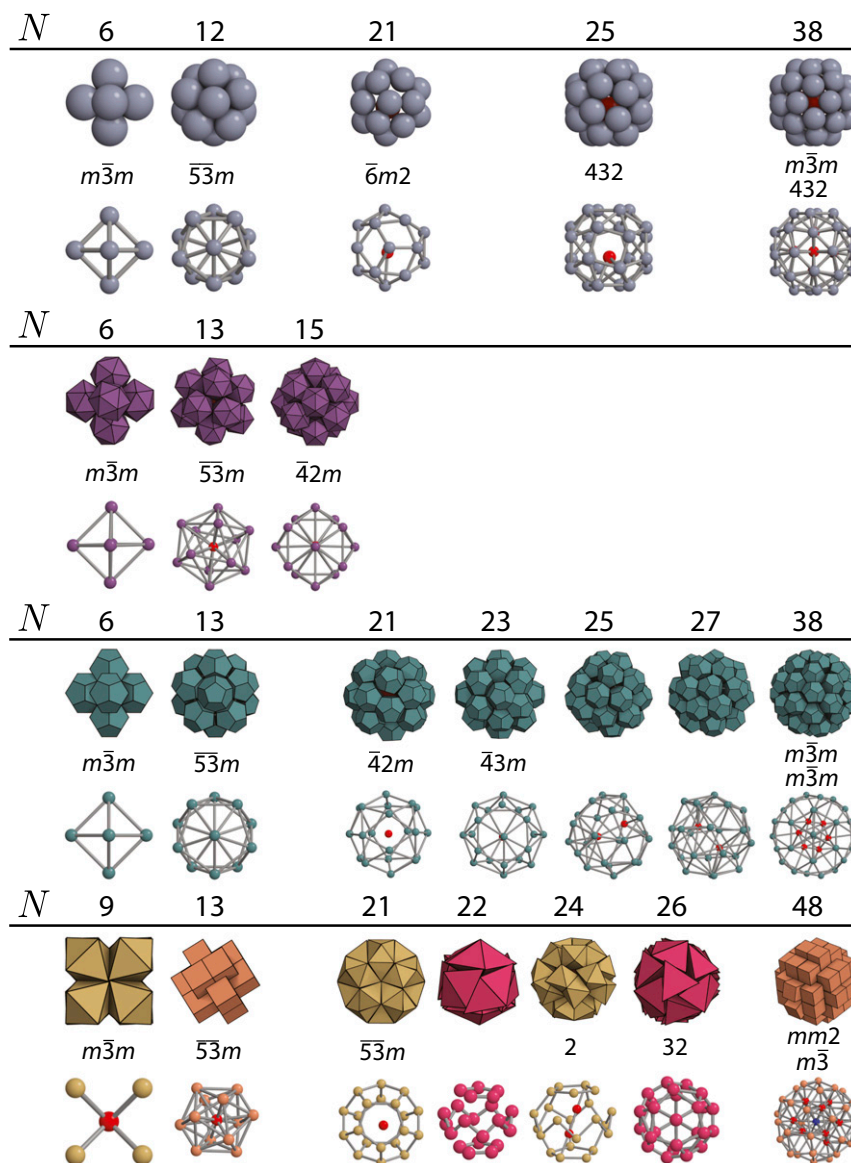 N 6 12 21 25 38
m3̅m 5̅3̅m 6̅m2 432 m3̅m
432
N 6 13 15
m3̅m 5̅3̅m 4̅2m
N 6 13 21 23 25 27 38
m3̅m 5̅3̅m 4̅2m 4̅3m m3̅m
m3̅m
N 9 13 21 22 24 26 48
m3̅m 5̅3̅m 5̅3̅m 2 32 mm2
m3̅